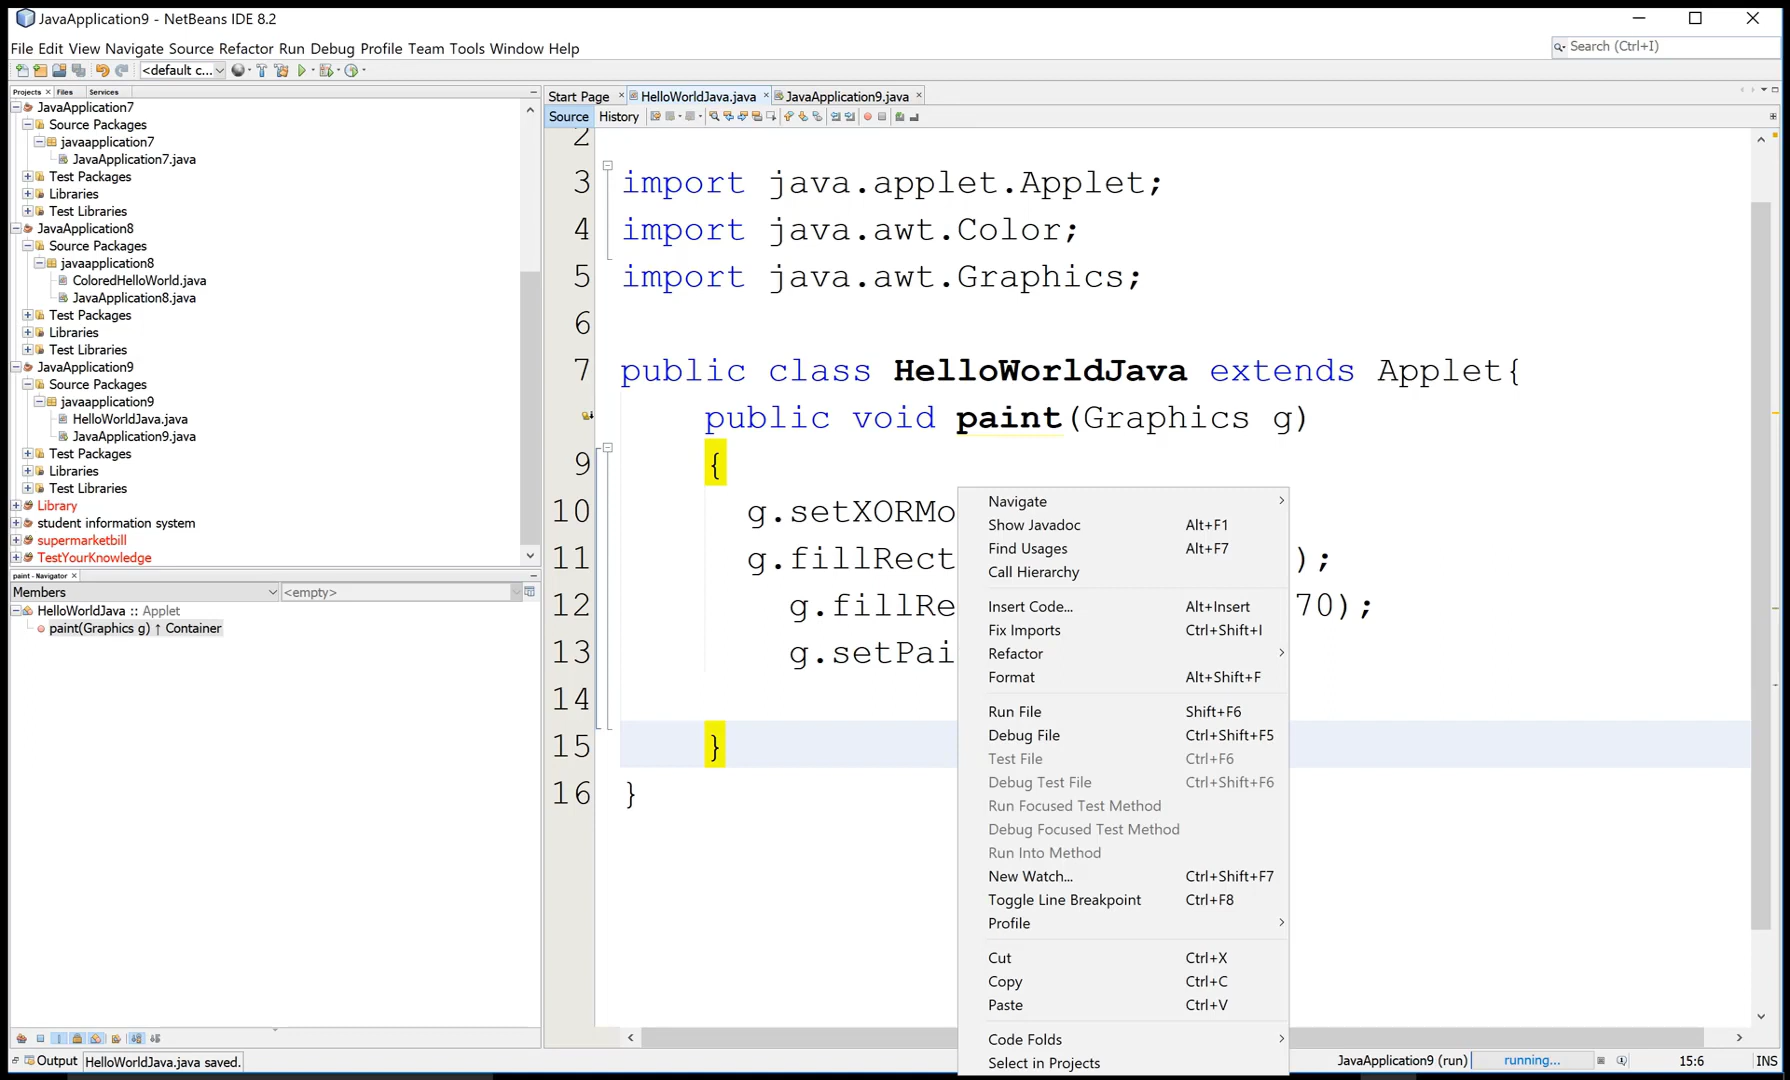 JavaApplication9 - NetBeans IDE 8.2
File Edit View Navigate Source Refactor Run Debug Profile Team Tools Window Help
Search (Ctrl+I)
<default c...
Projects Files Services
JavaApplication7
Source Packages
javaapplication7
JavaApplication7.java
Test Packages
Libraries
Test Libraries
JavaApplication8
Source Packages
javaapplication8
ColoredHelloWorld.java
JavaApplication8.java
Test Packages
Libraries
Test Libraries
JavaApplication9
Source Packages
javaapplication9
HelloWorldJava.java
JavaApplication9.java
Test Packages
Libraries
Test Libraries
Library
student information system
supermarketbill
TestYourKnowledge
paint - Navigator
Members <empty>
HelloWorldJava :: Applet
paint(Graphics g) ↑ Container
Start Page HelloWorldJava.java JavaApplication9.java
Source History
2
3 import java.applet.Applet;
4 import java.awt.Color;
5 import java.awt.Graphics;
6
7 public class HelloWorldJava extends Applet{
public void paint(Graphics g)
9 {
10 g.setXORMo
11 g.fillRect );
12 g.fillRe 70);
13 g.setPai
14
15 }
16 }
Navigate
Show Javadoc Alt+F1
Find Usages Alt+F7
Call Hierarchy
Insert Code... Alt+Insert
Fix Imports Ctrl+Shift+I
Refactor
Format Alt+Shift+F
Run File Shift+F6
Debug File Ctrl+Shift+F5
Test File Ctrl+F6
Debug Test File Ctrl+Shift+F6
Run Focused Test Method
Debug Focused Test Method
Run Into Method
New Watch... Ctrl+Shift+F7
Toggle Line Breakpoint Ctrl+F8
Profile
Cut Ctrl+X
Copy Ctrl+C
Paste Ctrl+V
Code Folds
Select in Projects
Output HelloWorldJava.java saved.
JavaApplication9 (run) running... 15:6 INS